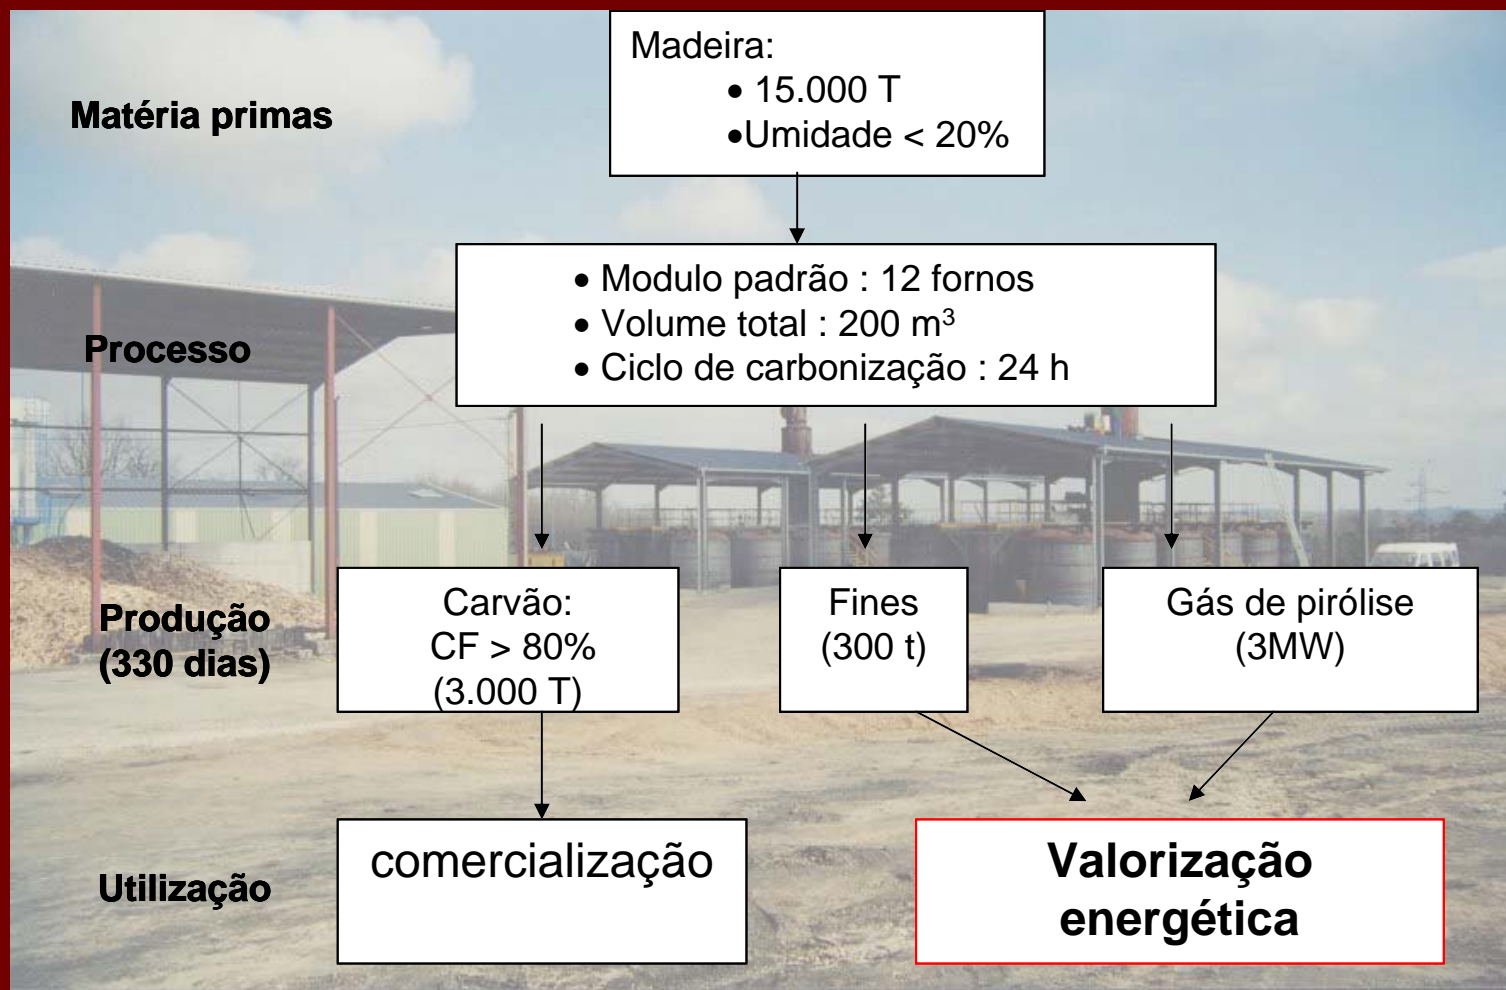 Matéria primas
Madeira:
• 15.000 T
•Umidade < 20%
Processo
• Modulo padrão : 12 fornos
• Volume total : 200 m³
• Ciclo de carbonização : 24 h
Produção
(330 dias)
Carvão:
CF > 80%
(3.000 T)
Fines
(300 t)
Gás de pirólise
(3MW)
Utilização
comercialização
Valorização
energética